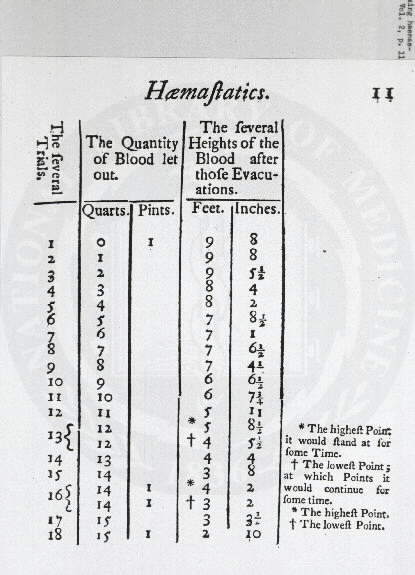 Vol. 2, p. 11
Hæmaſtatics. 11
The ſeveral
Trials.
The Quantity
of Blood let
out.
The ſeveral
Heights of the
Blood after
thoſe Evacu-
ations.
Quarts. Pints. Feet. Inches.
1 0 1 9 8
2 1 9 8
3 2 9 5½
4 3 8 4
5 4 8 2
6 5 7 8½
7 6 7 1
8 7 7 6½
9 8 7 4½
10 9 6 6½
11 10 6 7¾
12 11 5 11
13{ 12 * 5 8½
12 † 4 5½
14 13 4 4
15 14 3 8
16{ 14 1 * 4 2
14 1 † 3 2
17 15 3 3½
18 15 1 2 10
* The higheſt Point
it would ſtand at for
ſome Time.
† The loweſt Point;
at which Points it
would continue for
ſome time.
* The higheſt Point.
† The loweſt Point.